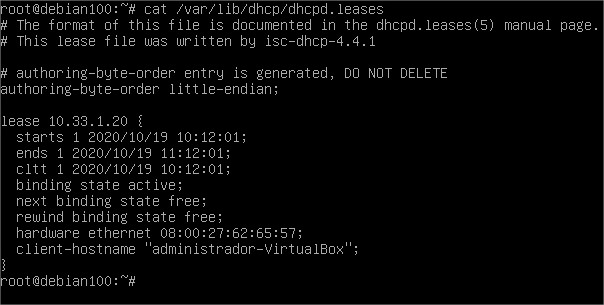 root@debian100:~# cat /var/lib/dhcp/dhcpd.leases
# The format of this file is documented in the dhcpd.leases(5) manual page.
# This lease file was written by isc-dhcp-4.4.1

# authoring-byte-order entry is generated, DO NOT DELETE
authoring-byte-order little-endian;

lease 10.33.1.20 {
  starts 1 2020/10/19 10:12:01;
  ends 1 2020/10/19 11:12:01;
  cltt 1 2020/10/19 10:12:01;
  binding state active;
  next binding state free;
  rewind binding state free;
  hardware ethernet 08:00:27:62:65:57;
  client-hostname "administrador-VirtualBox";
}
root@debian100:~#